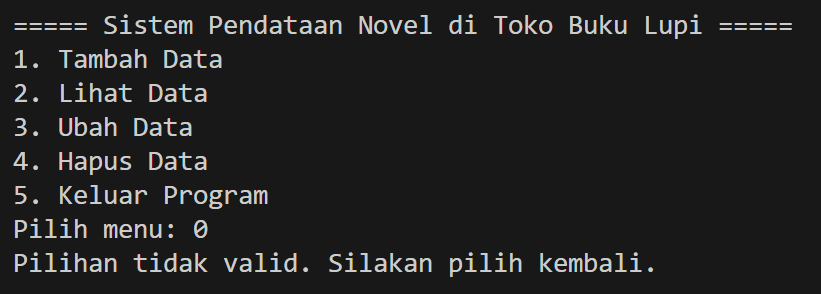 ===== Sistem Pendataan Novel di Toko Buku Lupi =====
1. Tambah Data
2. Lihat Data
3. Ubah Data
4. Hapus Data
5. Keluar Program
Pilih menu: 0
Pilihan tidak valid. Silakan pilih kembali.